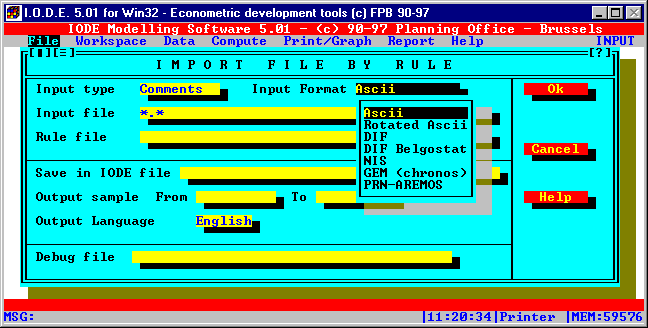 I.O.D.E. 5.01 for Win32 - Econometric development tools (c) FPB 90-97
IODE Modelling Software 5.01 - (c) 90-97 Planning Office - Brussels
File Workspace Data Compute Print/Graph Report Help INPUT
[▮][≡] [?]
IMPORT FILE BY RULE
Input type Comments Input Format Ascii Ok
Input file *.* Ascii
Rotated Ascii
Rule file DIF
DIF Belgostat Cancel
NIS
Save in IODE file GEM (chronos)
PRN-AREMOS
Output sample From To Help
Output Language English
Debug file
MSG: |11:20:34|Printer |MEM:59576